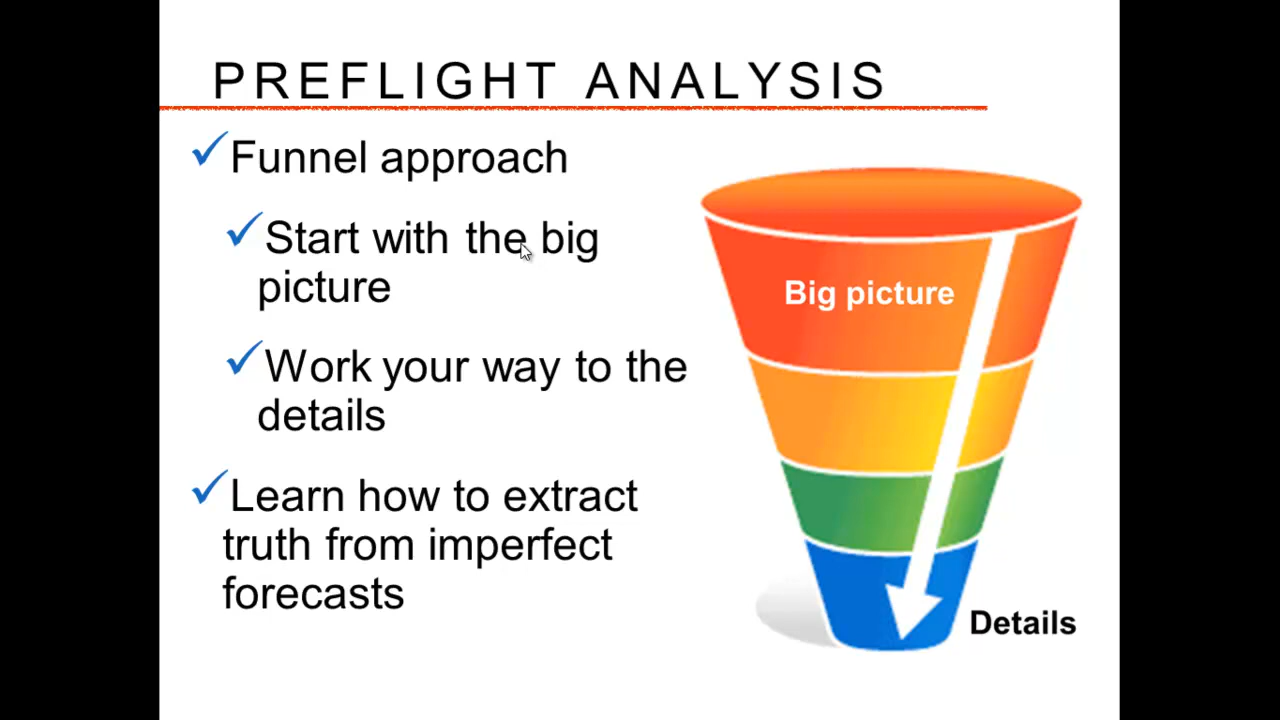 PREFLIGHT ANALYSIS
Funnel approach
Start with the big
picture
Work your way to the
details
Learn how to extract
truth from imperfect
forecasts
Big picture
Details